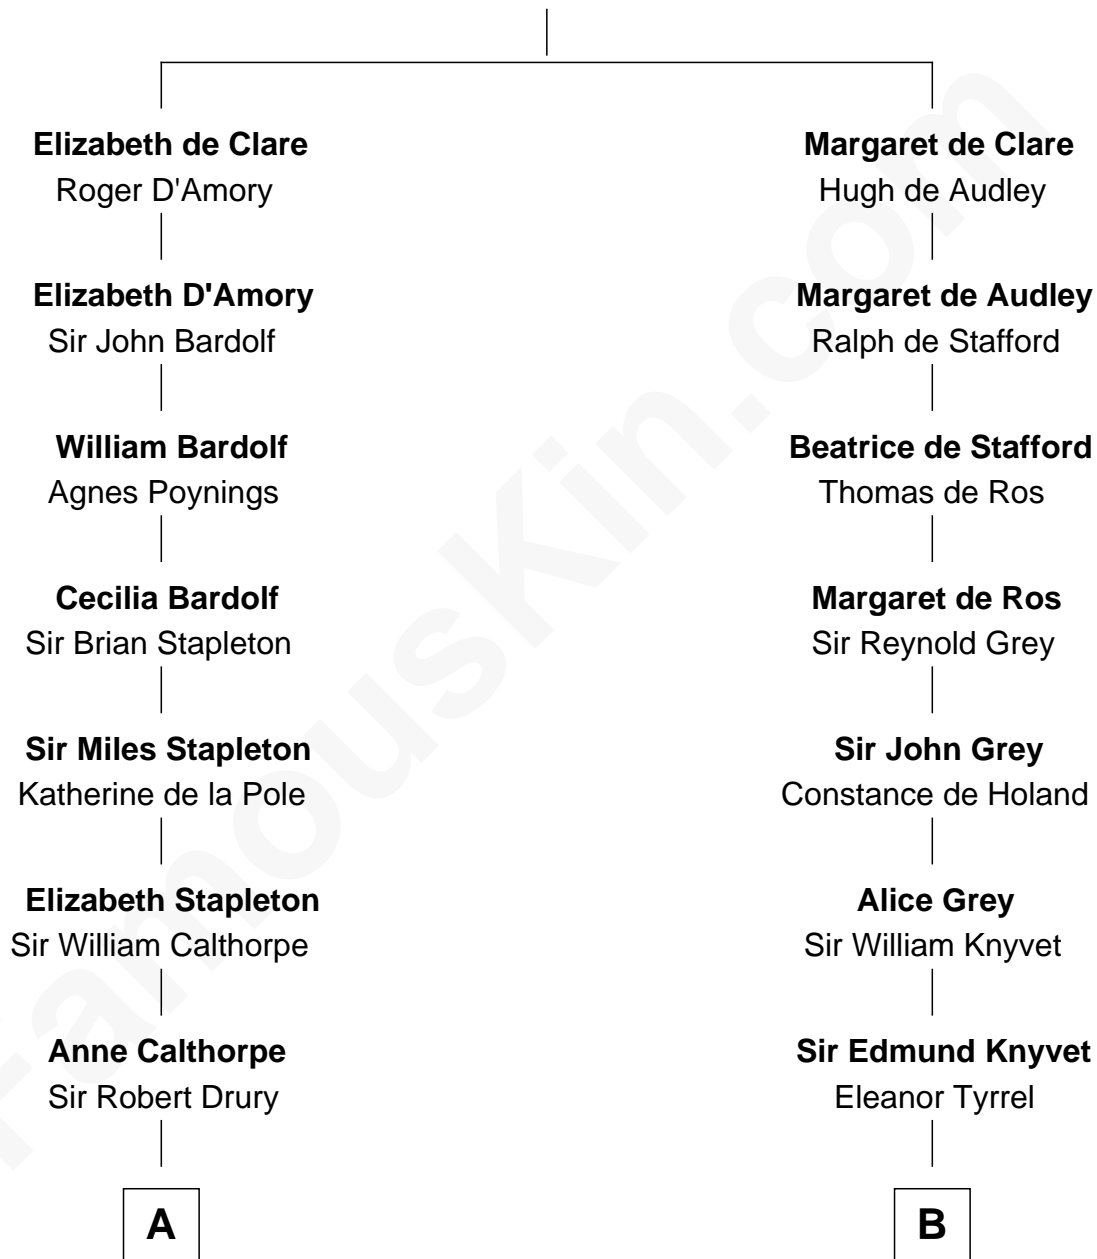 Elizabeth de Clare
Roger D'Amory
Elizabeth D'Amory
Sir John Bardolf
William Bardolf
Agnes Poynings
Cecilia Bardolf
Sir Brian Stapleton
Sir Miles Stapleton
Katherine de la Pole
Elizabeth Stapleton
Sir William Calthorpe
Anne Calthorpe
Sir Robert Drury
A
Margaret de Clare
Hugh de Audley
Margaret de Audley
Ralph de Stafford
Beatrice de Stafford
Thomas de Ros
Margaret de Ros
Sir Reynold Grey
Sir John Grey
Constance de Holand
Alice Grey
Sir William Knyvet
Sir Edmund Knyvet
Eleanor Tyrrel
B
FamousKin.com